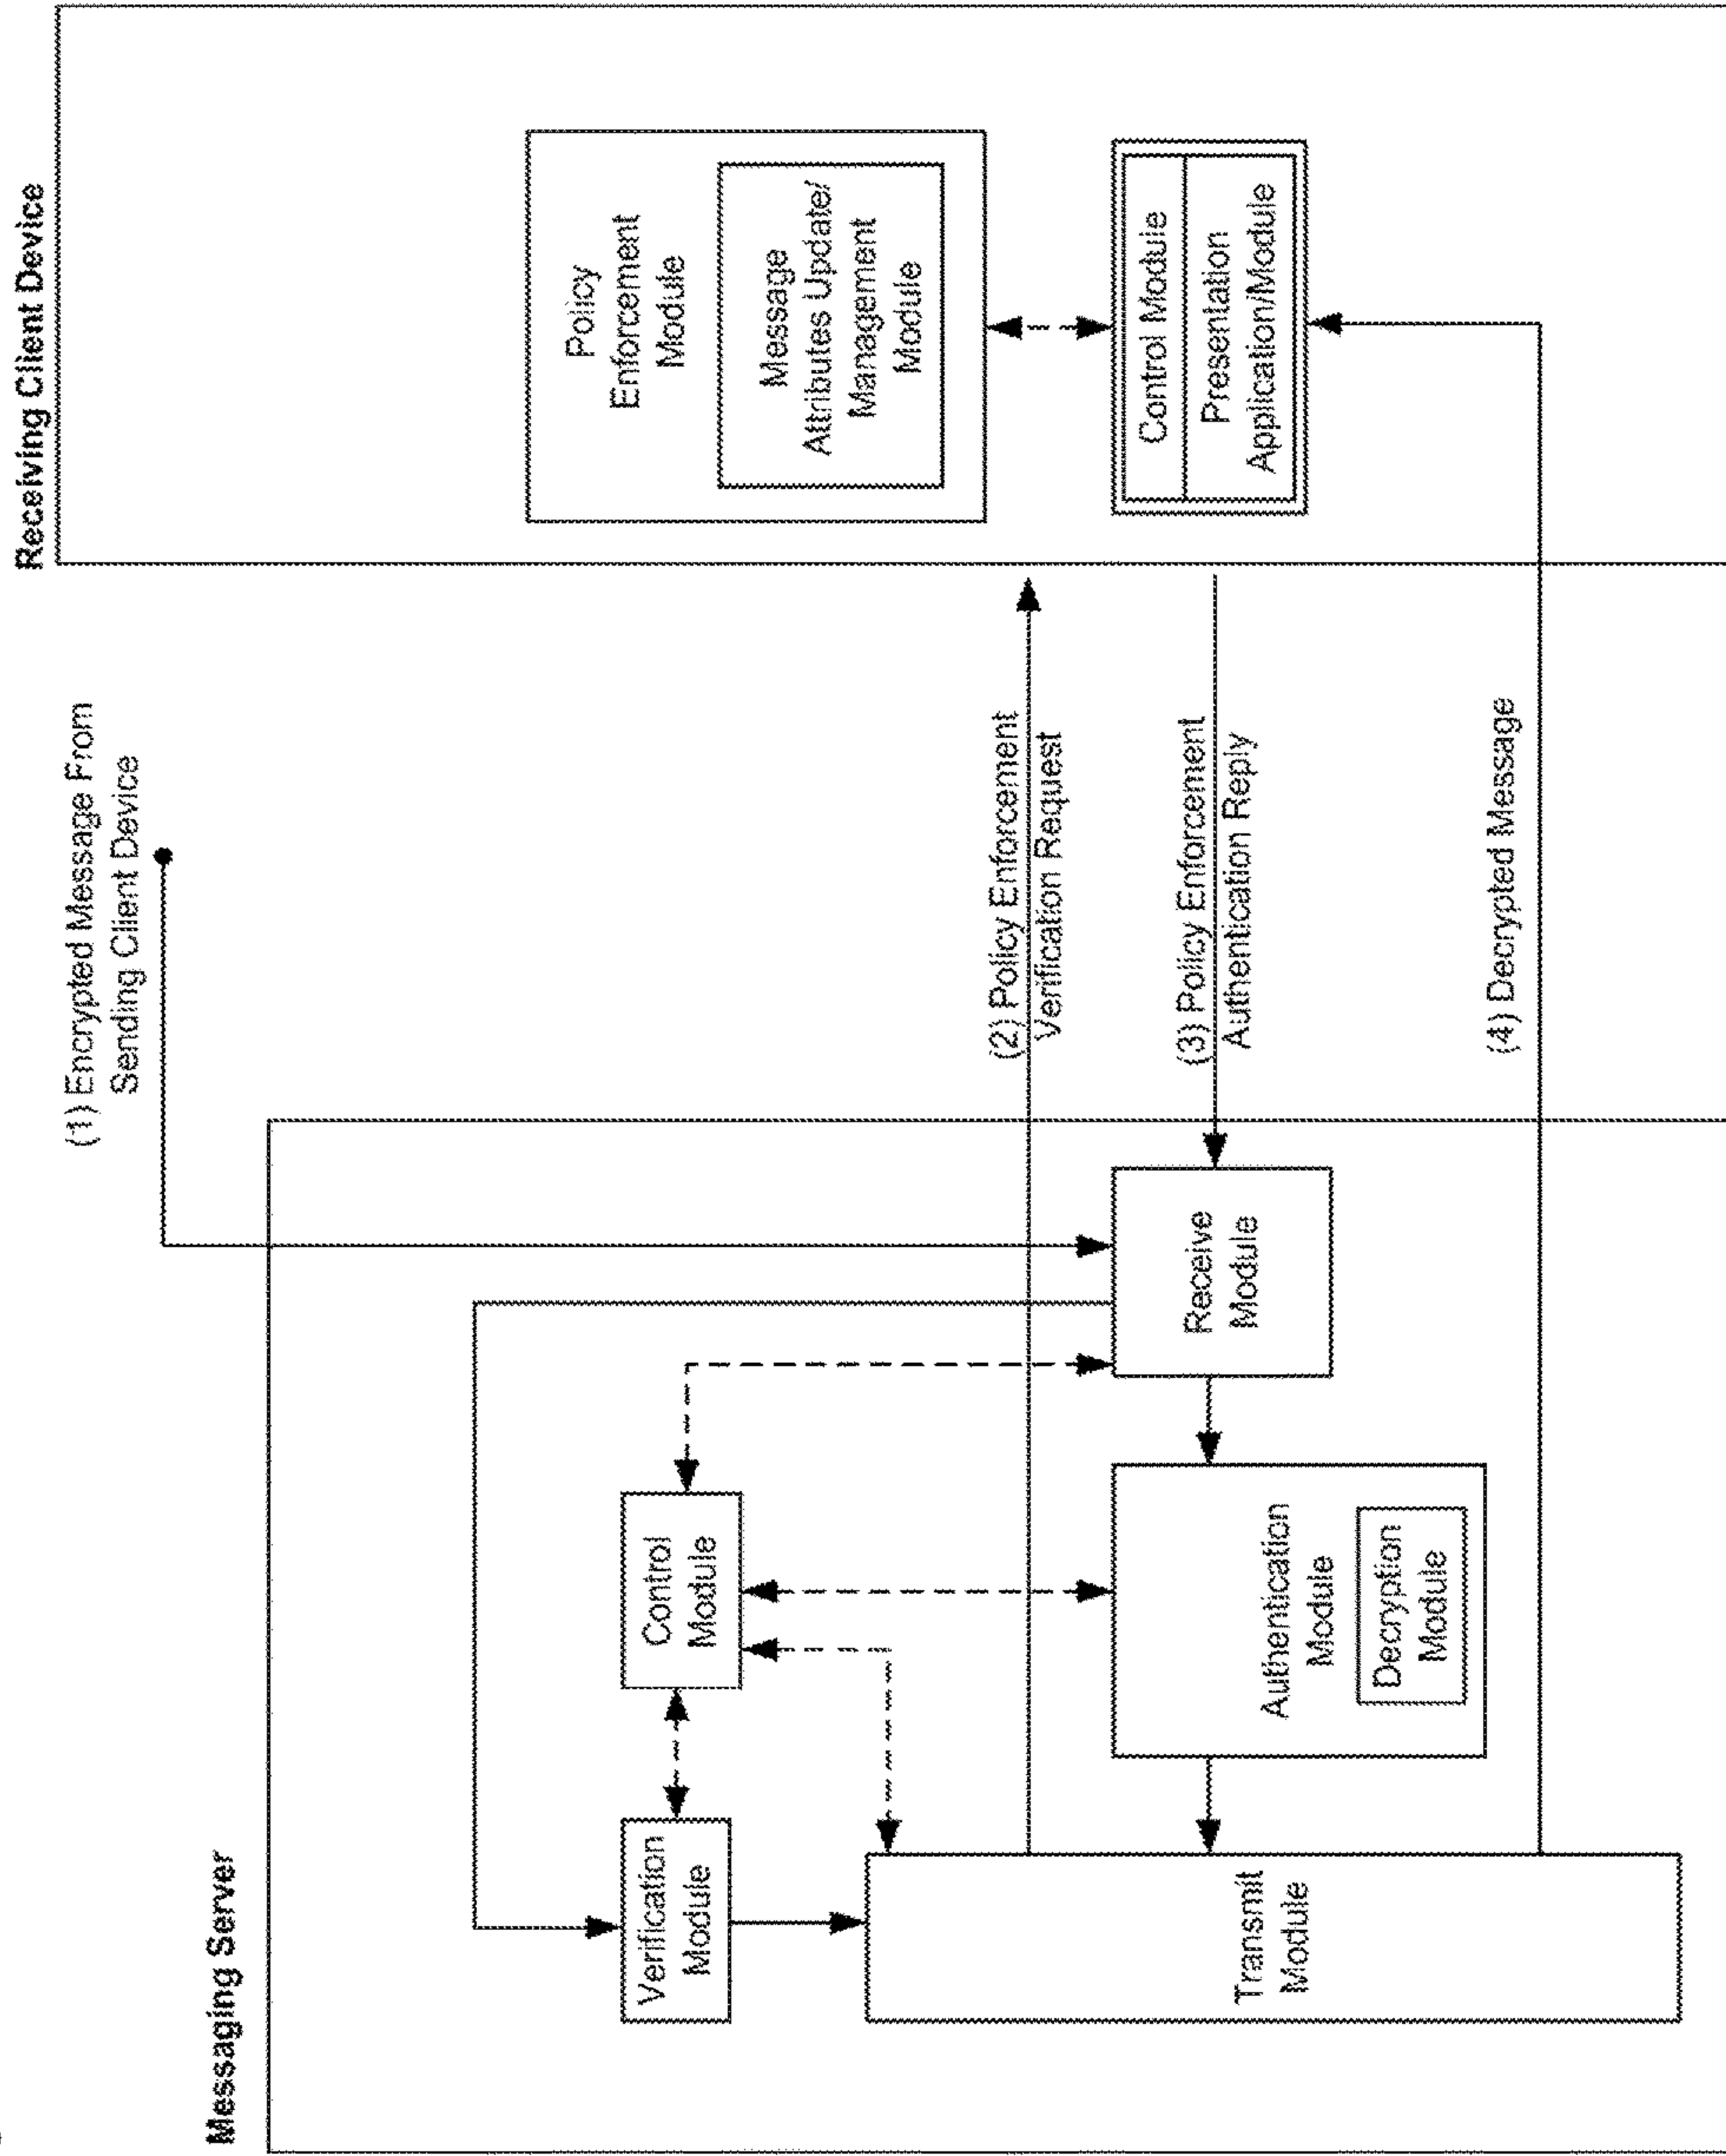 Receiving Client Device
(1) Encrypted Message From
Sending Client Device
Messaging Server
Policy
Enforcement
Module
Message
Attributes Update/
Management
Module
Control Module
Presentation
Application/Module
(2) Policy Enforcement
Verification Request
(3) Policy Enforcement
Authentication Reply
(4) Decrypted Message
Verification
Module
Control
Module
Receive
Module
Authentication
Module
Decryption
Module
Transmit
Module